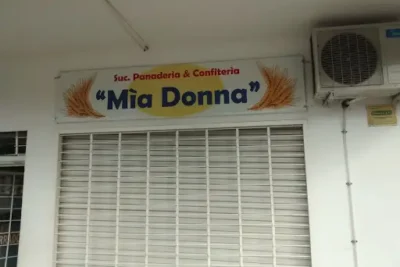 Suc. Panaderia & Confiteria
"Mìa Donna"